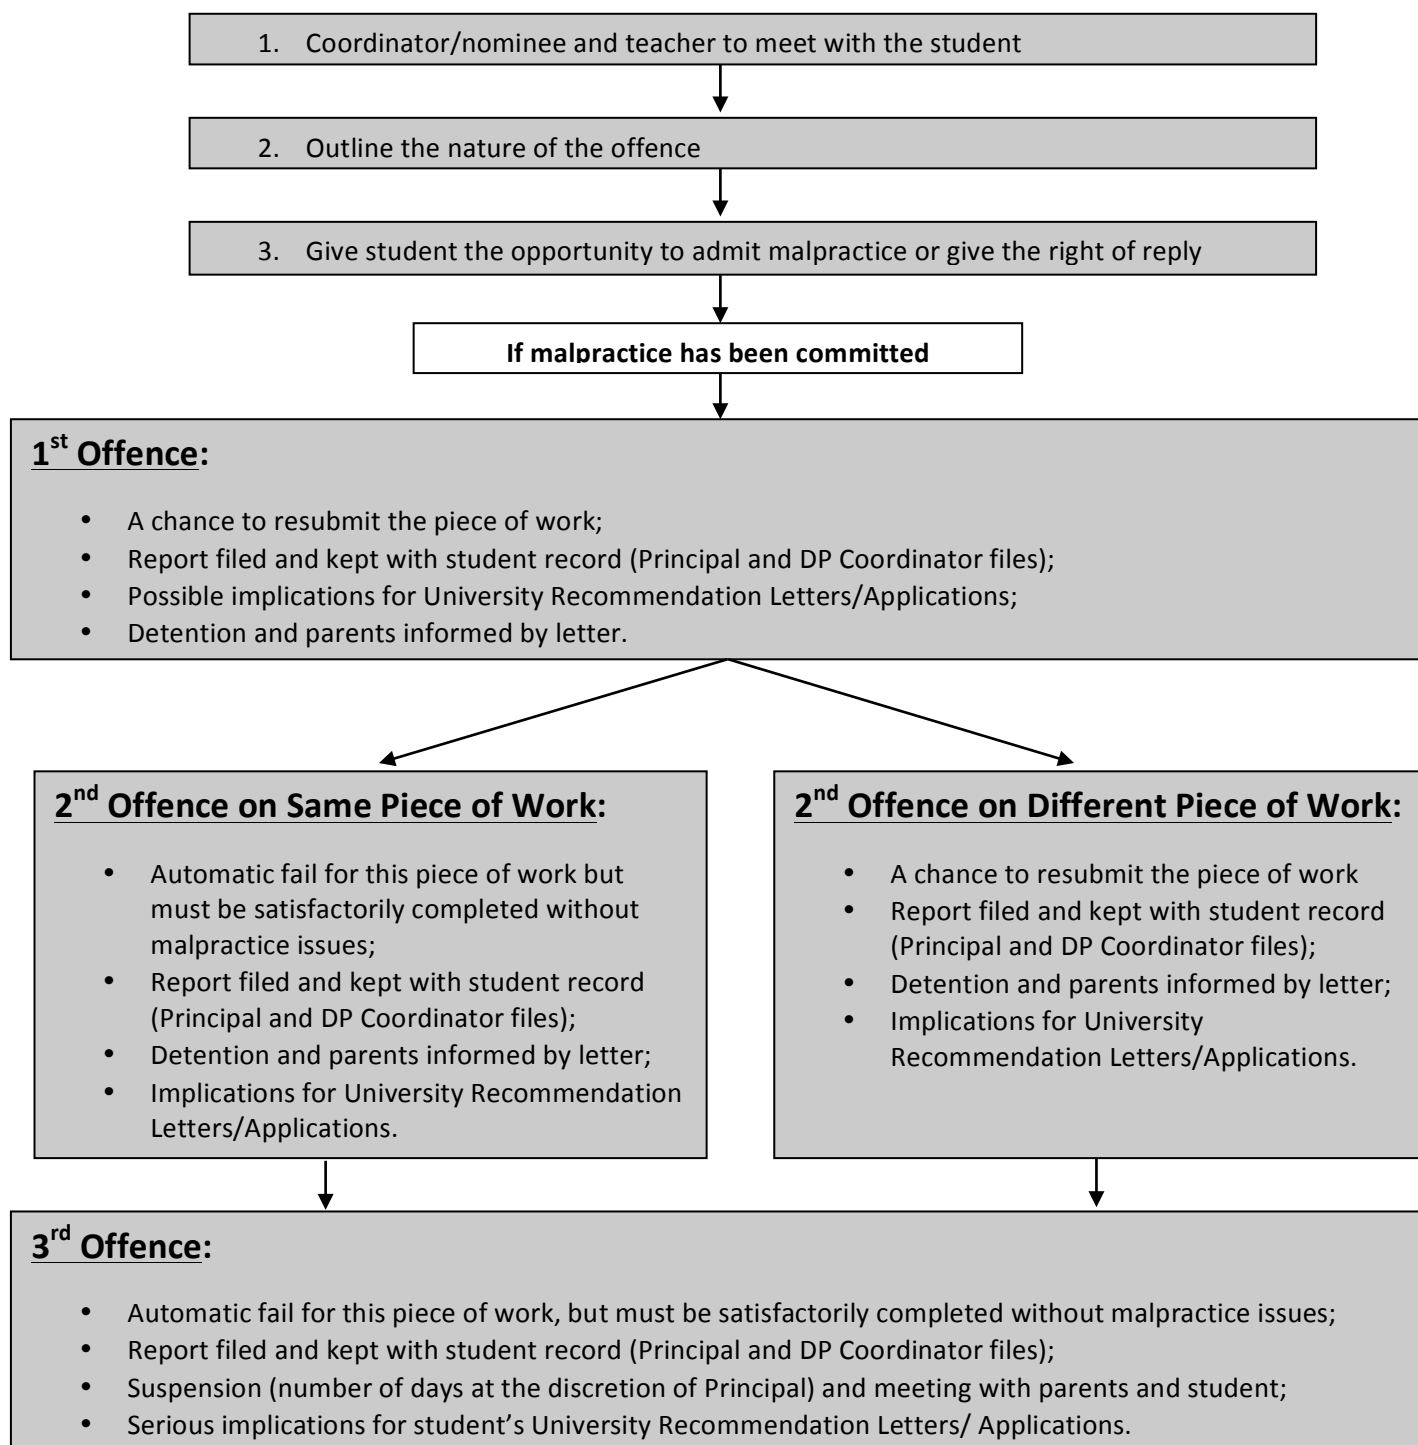 1. Coordinator/nominee and teacher to meet with the student
2. Outline the nature of the offence
3. Give student the opportunity to admit malpractice or give the right of reply
If malpractice has been committed
1st Offence:
• A chance to resubmit the piece of work;
• Report filed and kept with student record (Principal and DP Coordinator files);
• Possible implications for University Recommendation Letters/Applications;
• Detention and parents informed by letter.
2nd Offence on Same Piece of Work:
• Automatic fail for this piece of work but
must be satisfactorily completed without
malpractice issues;
• Report filed and kept with student record
(Principal and DP Coordinator files);
• Detention and parents informed by letter;
• Implications for University Recommendation
Letters/Applications.
2nd Offence on Different Piece of Work:
• A chance to resubmit the piece of work
• Report filed and kept with student record
(Principal and DP Coordinator files);
• Detention and parents informed by letter;
• Implications for University
Recommendation Letters/Applications.
3rd Offence:
• Automatic fail for this piece of work, but must be satisfactorily completed without malpractice issues;
• Report filed and kept with student record (Principal and DP Coordinator files);
• Suspension (number of days at the discretion of Principal) and meeting with parents and student;
• Serious implications for student’s University Recommendation Letters/ Applications.